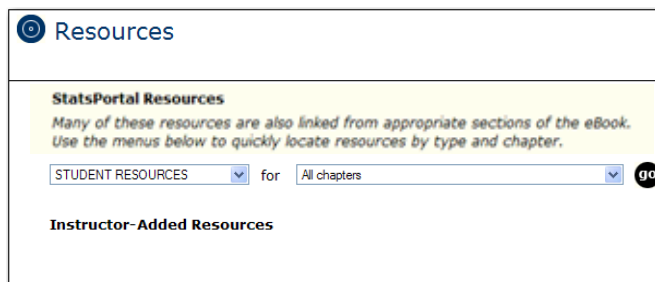 Resources
StatsPortal Resources
Many of these resources are also linked from appropriate sections of the eBook.
Use the menus below to quickly locate resources by type and chapter.
STUDENT RESOURCES for All chapters go
Instructor-Added Resources